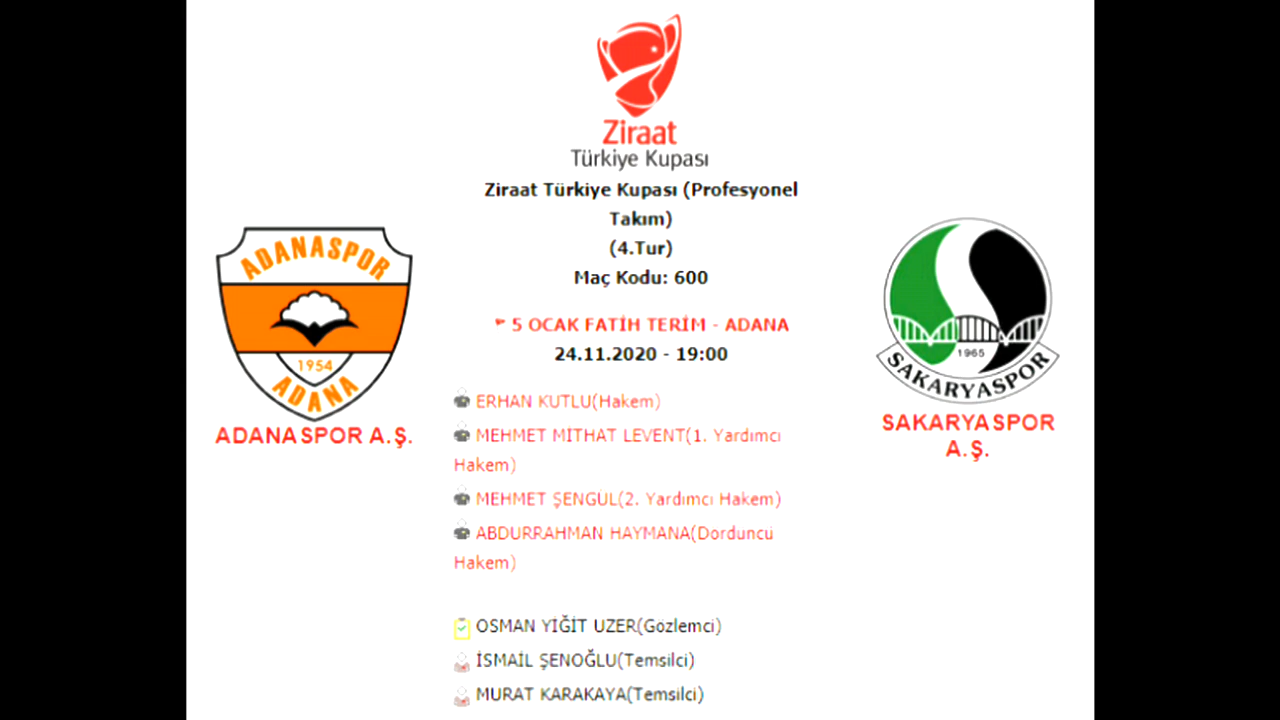 Ziraat
Türkiye Kupası
Ziraat Türkiye Kupası (Profesyonel
Takım)
(4.Tur)
Maç Kodu: 600
5 OCAK FATİH TERİM - ADANA
24.11.2020 - 19:00
ADANASPOR
1954
ADANA
ADANASPOR A.Ş.
1965
SAKARYASPOR
SAKARYASPOR
A.Ş.
ERHAN KUTLU(Hakem)
MEHMET MİTHAT LEVENT(1. Yardımcı
Hakem)
MEHMET ŞENGUL(2. Yardımcı Hakem)
ABDURRAHMAN HAYMANA(Dorduncu
Hakem)
OSMAN YİĞİT UZER(Gozlemci)
İSMAİL ŞENOĞLU(Temsilci)
MURAT KARAKAYA(Temsilci)